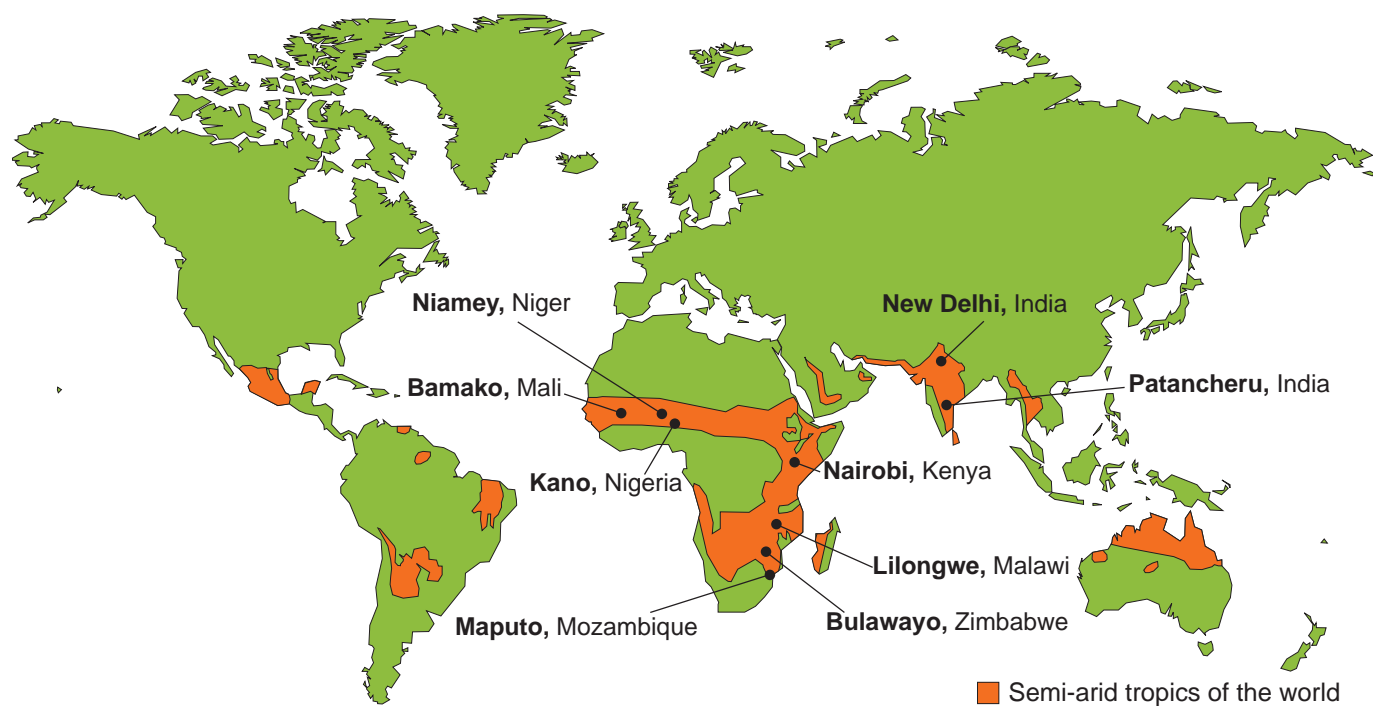 Niamey, Niger
New Delhi, India
Bamako, Mali
Patancheru, India
Kano, Nigeria
Nairobi, Kenya
Lilongwe, Malawi
Maputo, Mozambique
Bulawayo, Zimbabwe
Semi-arid tropics of the world